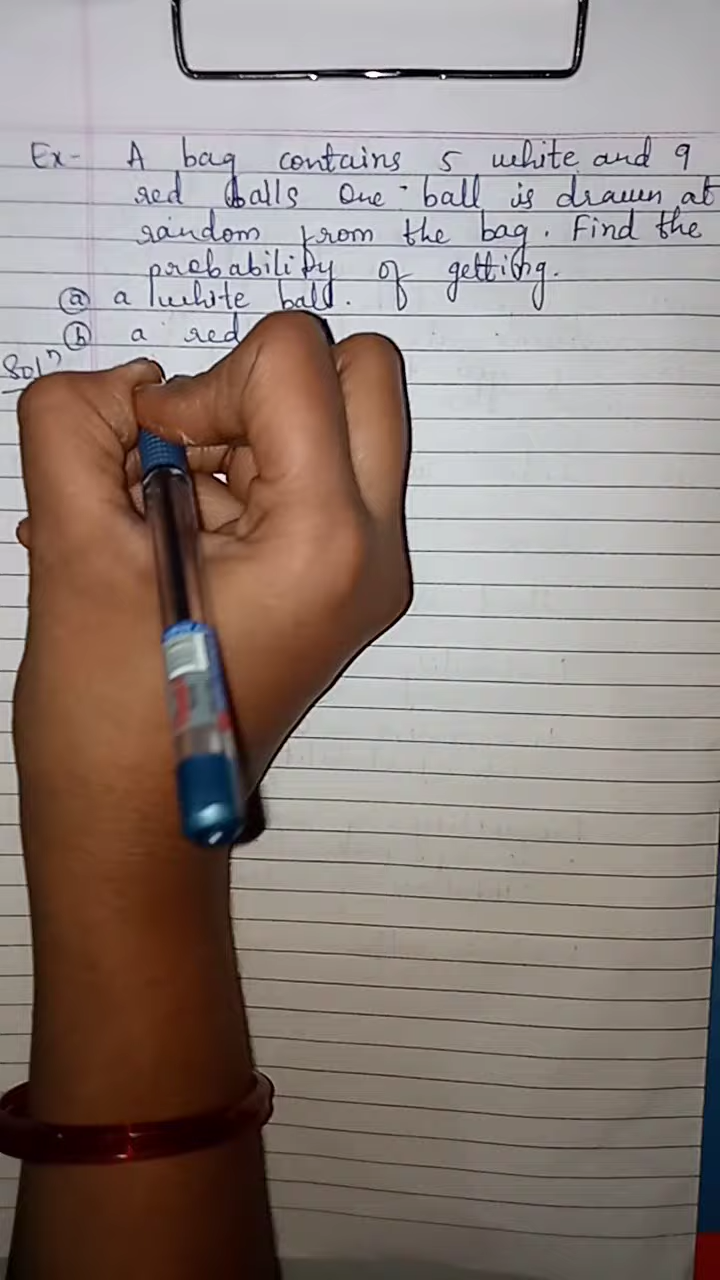 Ex- A bag contains 5 white and 9
red balls One ball is drawn at
random from the bag. Find the
probability of getting.
(a) a white ball.
(b) a red
Solⁿ